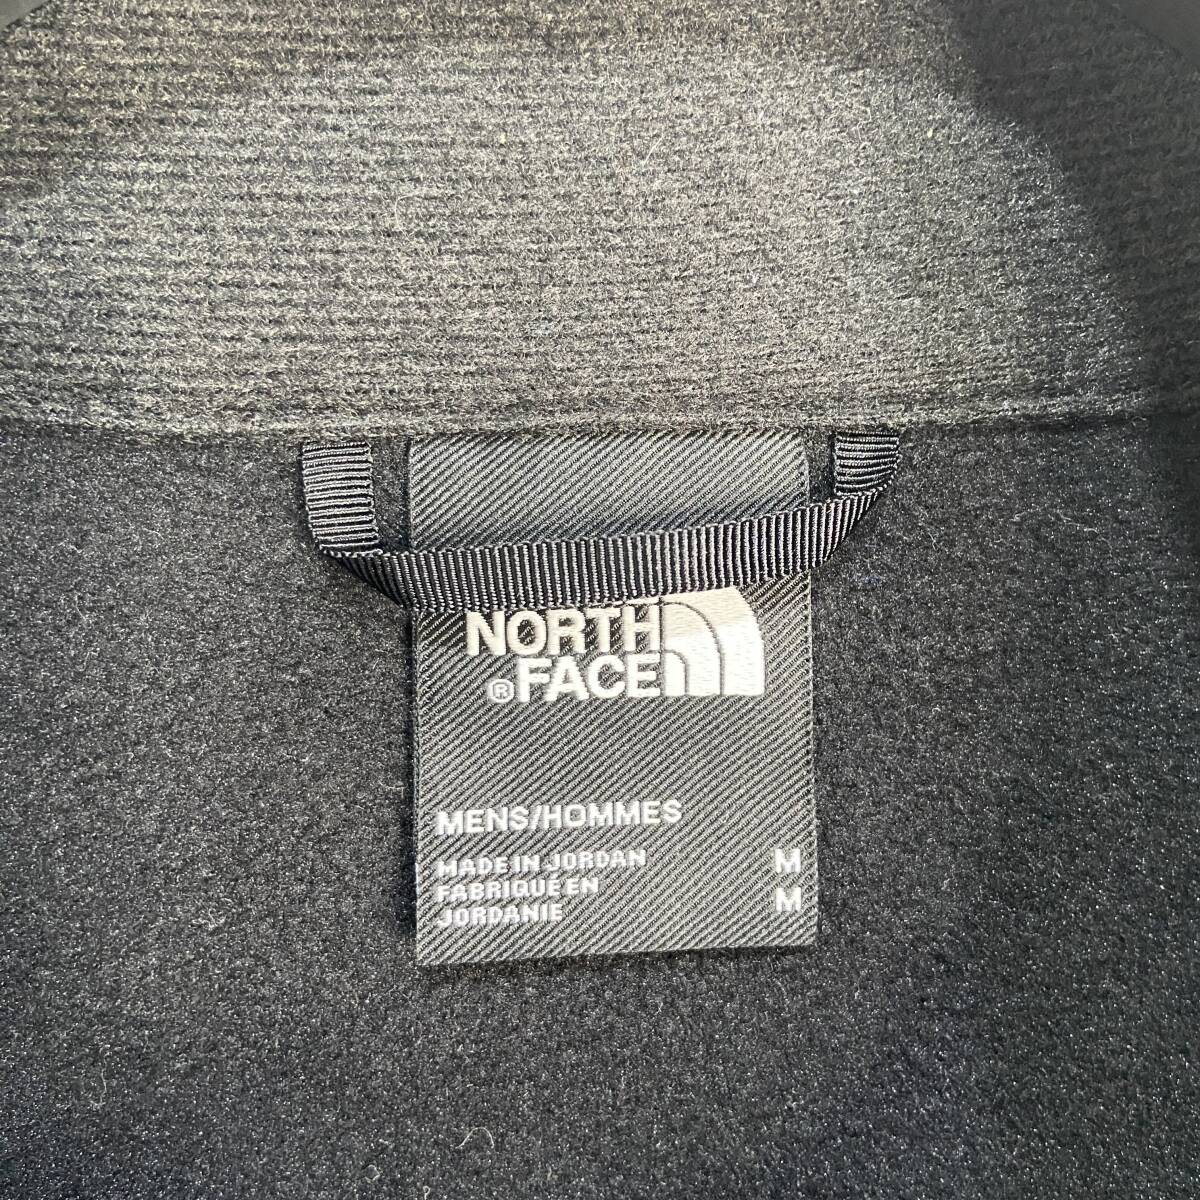 NORTH
®FACE
MENS/HOMMES
MADE IN JORDAN M
FABRIQUÉ EN M
JORDANIE